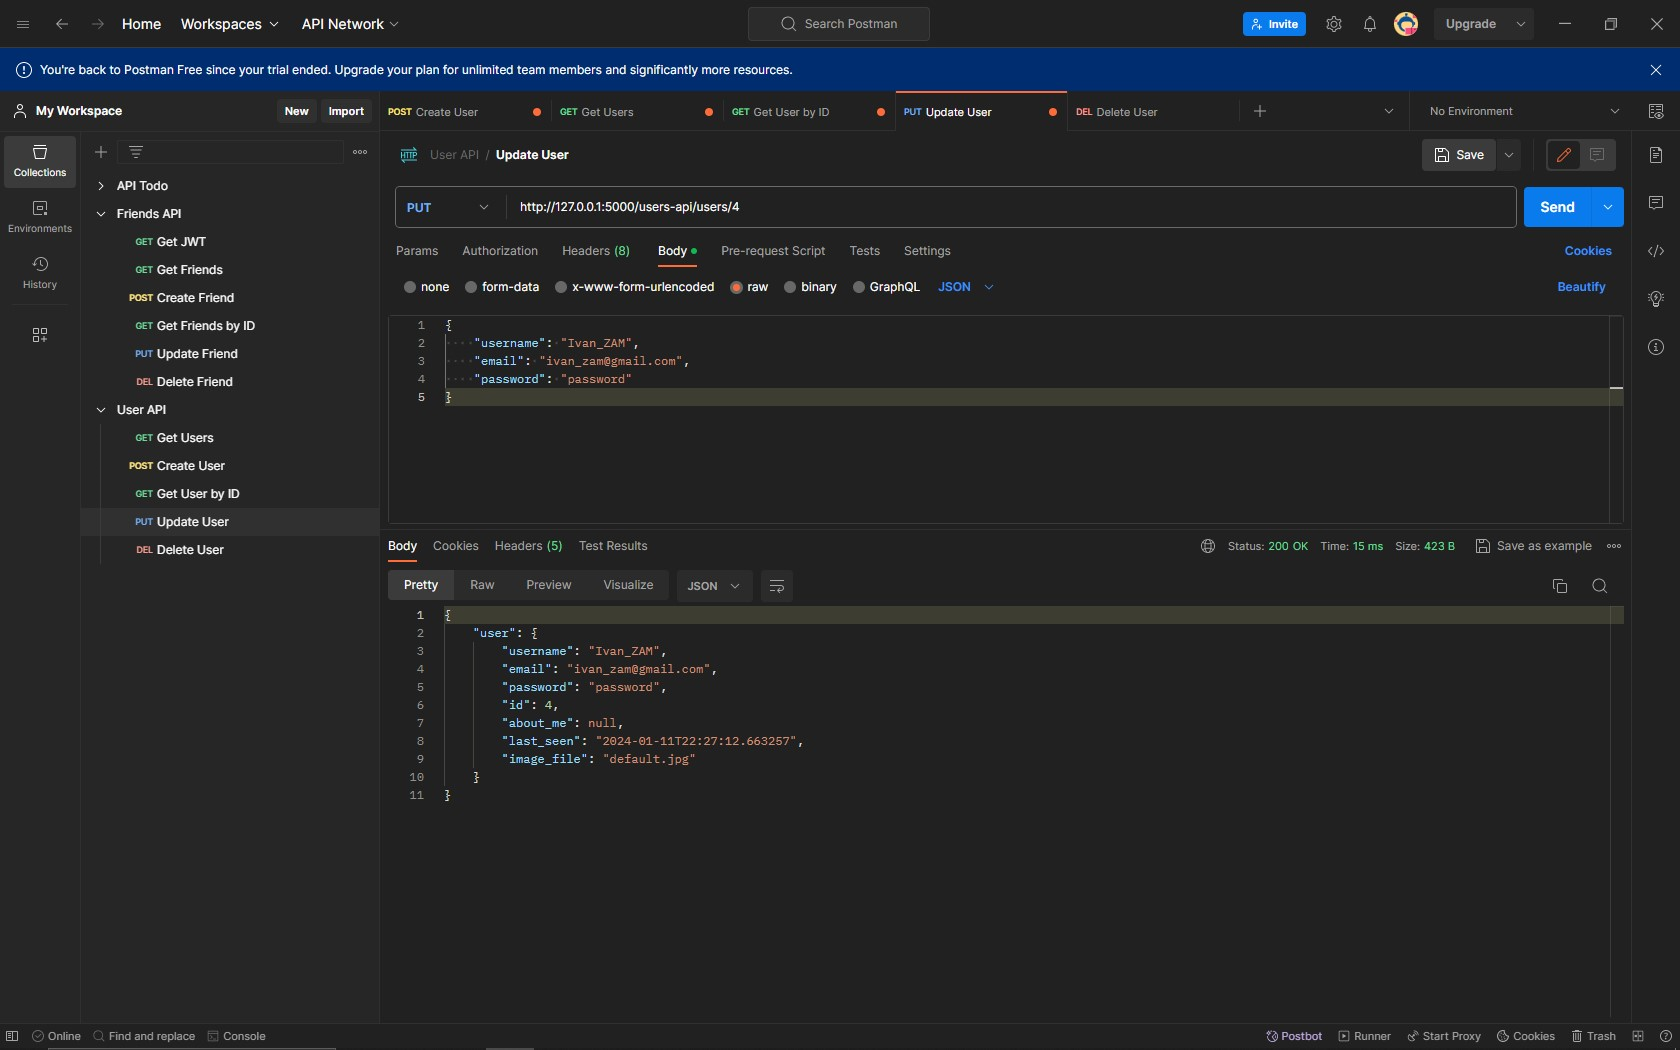 Home Workspaces API Network Search Postman Invite Upgrade
You're back to Postman Free since your trial ended. Upgrade your plan for unlimited team members and significantly more resources.
My Workspace New Import
POST Create User GET Get Users GET Get User by ID PUT Update User DEL Delete User No Environment
Collections
Environments
History
API Todo
Friends API
GET Get JWT
GET Get Friends
POST Create Friend
GET Get Friends by ID
PUT Update Friend
DEL Delete Friend
User API
GET Get Users
POST Create User
GET Get User by ID
PUT Update User
DEL Delete User
HTTP User API / Update User Save
PUT http://127.0.0.1:5000/users-api/users/4 Send
Params Authorization Headers (8) Body Pre-request Script Tests Settings Cookies
none form-data x-www-form-urlencoded raw binary GraphQL JSON Beautify
1 {
2 "username": "Ivan_ZAM",
3 "email": "ivan_zam@gmail.com",
4 "password": "password"
5 }
Body Cookies Headers (5) Test Results Status: 200 OK Time: 15 ms Size: 423 B Save as example
Pretty Raw Preview Visualize JSON
1 {
2 "user": {
3 "username": "Ivan_ZAM",
4 "email": "ivan_zam@gmail.com",
5 "password": "password",
6 "id": 4,
7 "about_me": null,
8 "last_seen": "2024-01-11T22:27:12.663257",
9 "image_file": "default.jpg"
10 }
11 }
Online Find and replace Console Postbot Runner Start Proxy Cookies Trash